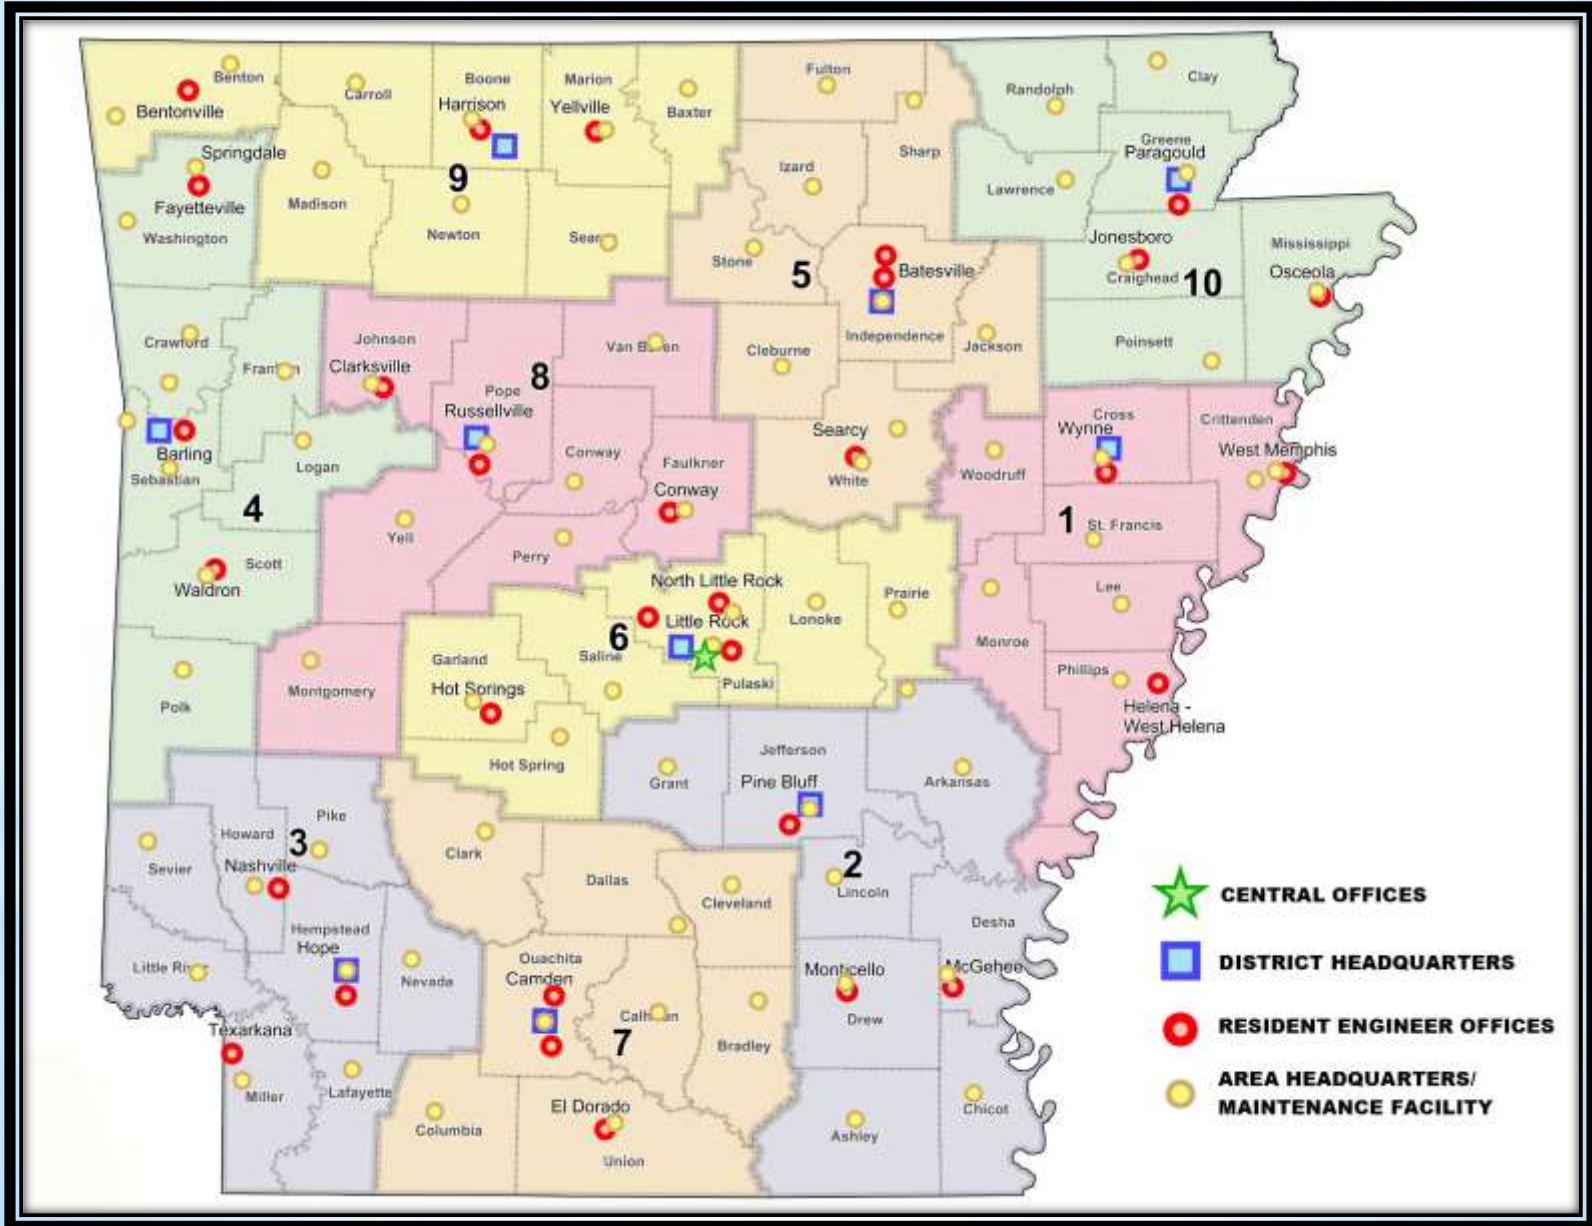 Benton
Bentonville
Carroll
Boone
Harrison
Marion
Yellville
Baxter
Fulton
Sharp
Izard
Randolph
Clay
Greene
Paragould
Lawrence
Springdale
Fayetteville
Washington
Madison
9
Newton
Stone
5
Batesville
Independence
Jackson
Cleburne
Jonesboro
Craighead
10
Mississippi
Osceola
Poinsett
Crawford
Johnson
Clarksville
8
Pope
Russellville
Barling
Sebastian
Logan
4
Conway
Faulkner
Conway
Searcy
White
Woodruff
Cross
Wynne
Crittenden
West Memphis
1
St. Francis
Yell
Perry
Scott
Waldron
North Little Rock
Little Rock
6
Saline
Pulaski
Lonoke
Prairie
Lee
Monroe
Phillips
Helena -
West Helena
Garland
Hot Springs
Montgomery
Polk
Hot Spring
Grant
Jefferson
Pine Bluff
Arkansas
Pike
Howard
3
Nashville
Sevier
Clark
Dallas
Cleveland
2
Lincoln
Desha
Hempstead
Hope
Nevada
Ouachita
Camden
7
Bradley
Monticello
Drew
McGehee
Texarkana
Miller
Lafayette
Columbia
El Dorado
Union
Ashley
Chicot
CENTRAL OFFICES
DISTRICT HEADQUARTERS
RESIDENT ENGINEER OFFICES
AREA HEADQUARTERS/
MAINTENANCE FACILITY